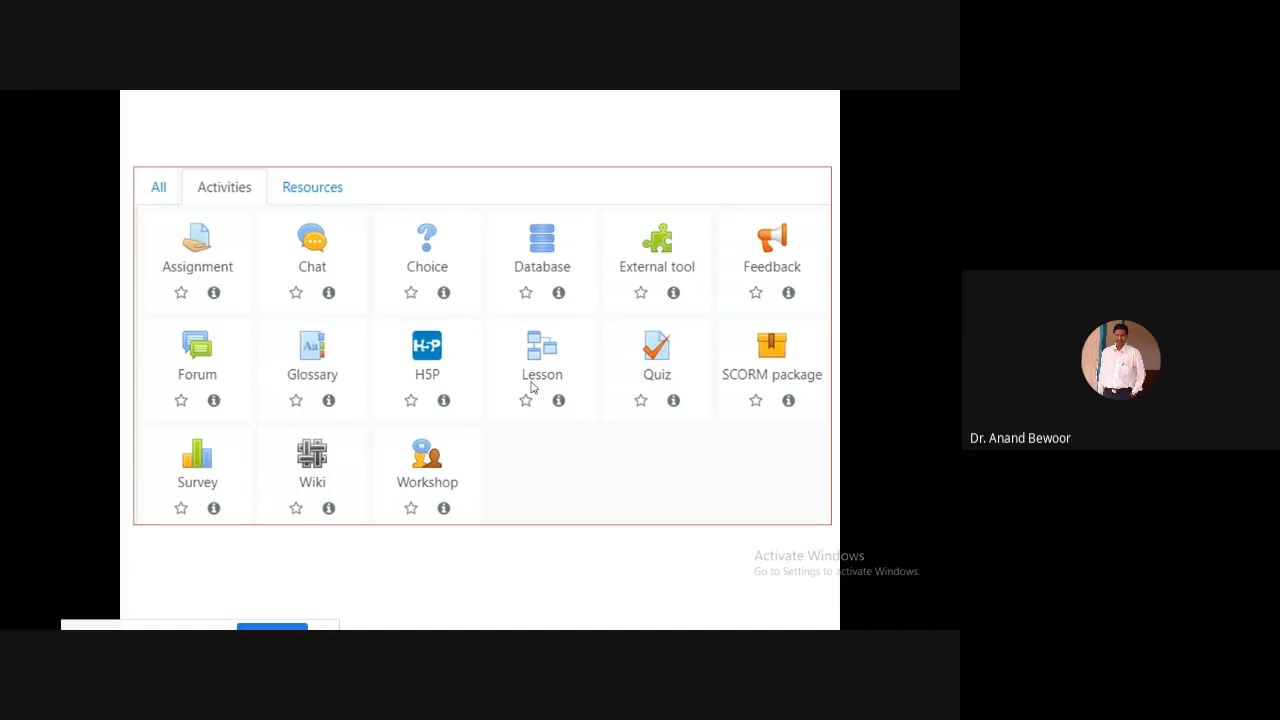 All Activities Resources
Assignment Chat Choice Database External tool Feedback
Forum Glossary H5P Lesson Quiz SCORM package
Survey Wiki Workshop
Dr. Anand Bewoor
Activate Windows
Go to Settings to activate Windows.